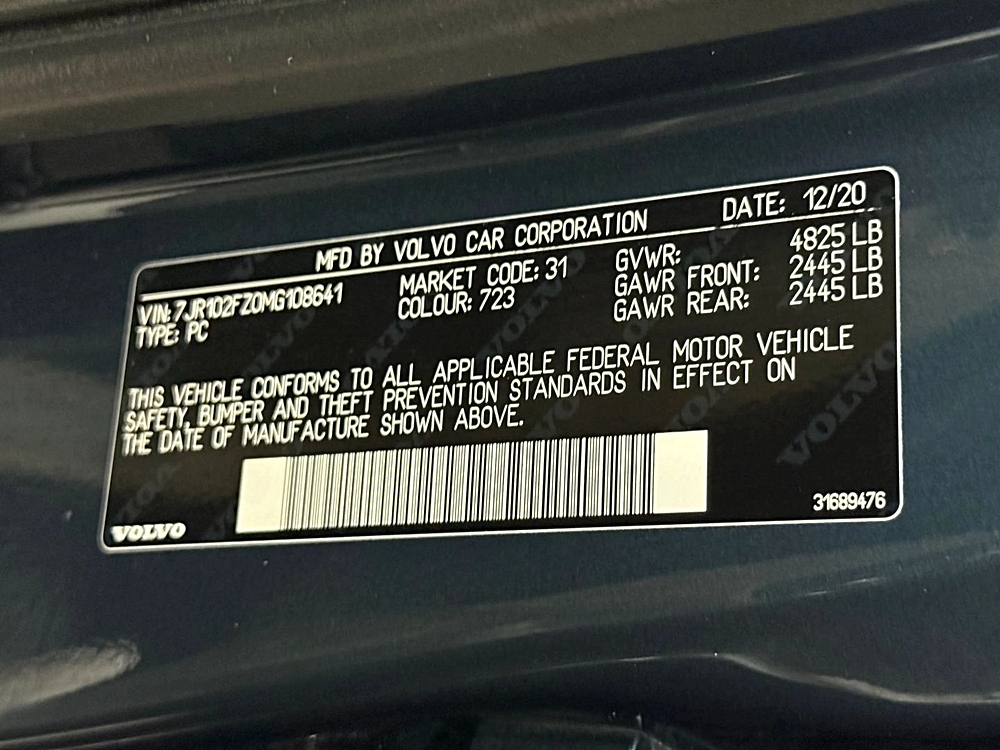 MFD BY VOLVO CAR CORPORATION DATE: 12/20
VIN: 7JR102FZ0MG108641 MARKET CODE: 31 GVWR: 4825 LB
TYPE: PC COLOUR: 723 GAWR FRONT: 2445 LB
GAWR REAR: 2445 LB
THIS VEHICLE CONFORMS TO ALL APPLICABLE FEDERAL MOTOR VEHICLE
SAFETY, BUMPER AND THEFT PREVENTION STANDARDS IN EFFECT ON
THE DATE OF MANUFACTURE SHOWN ABOVE.
VOLVO 31689476